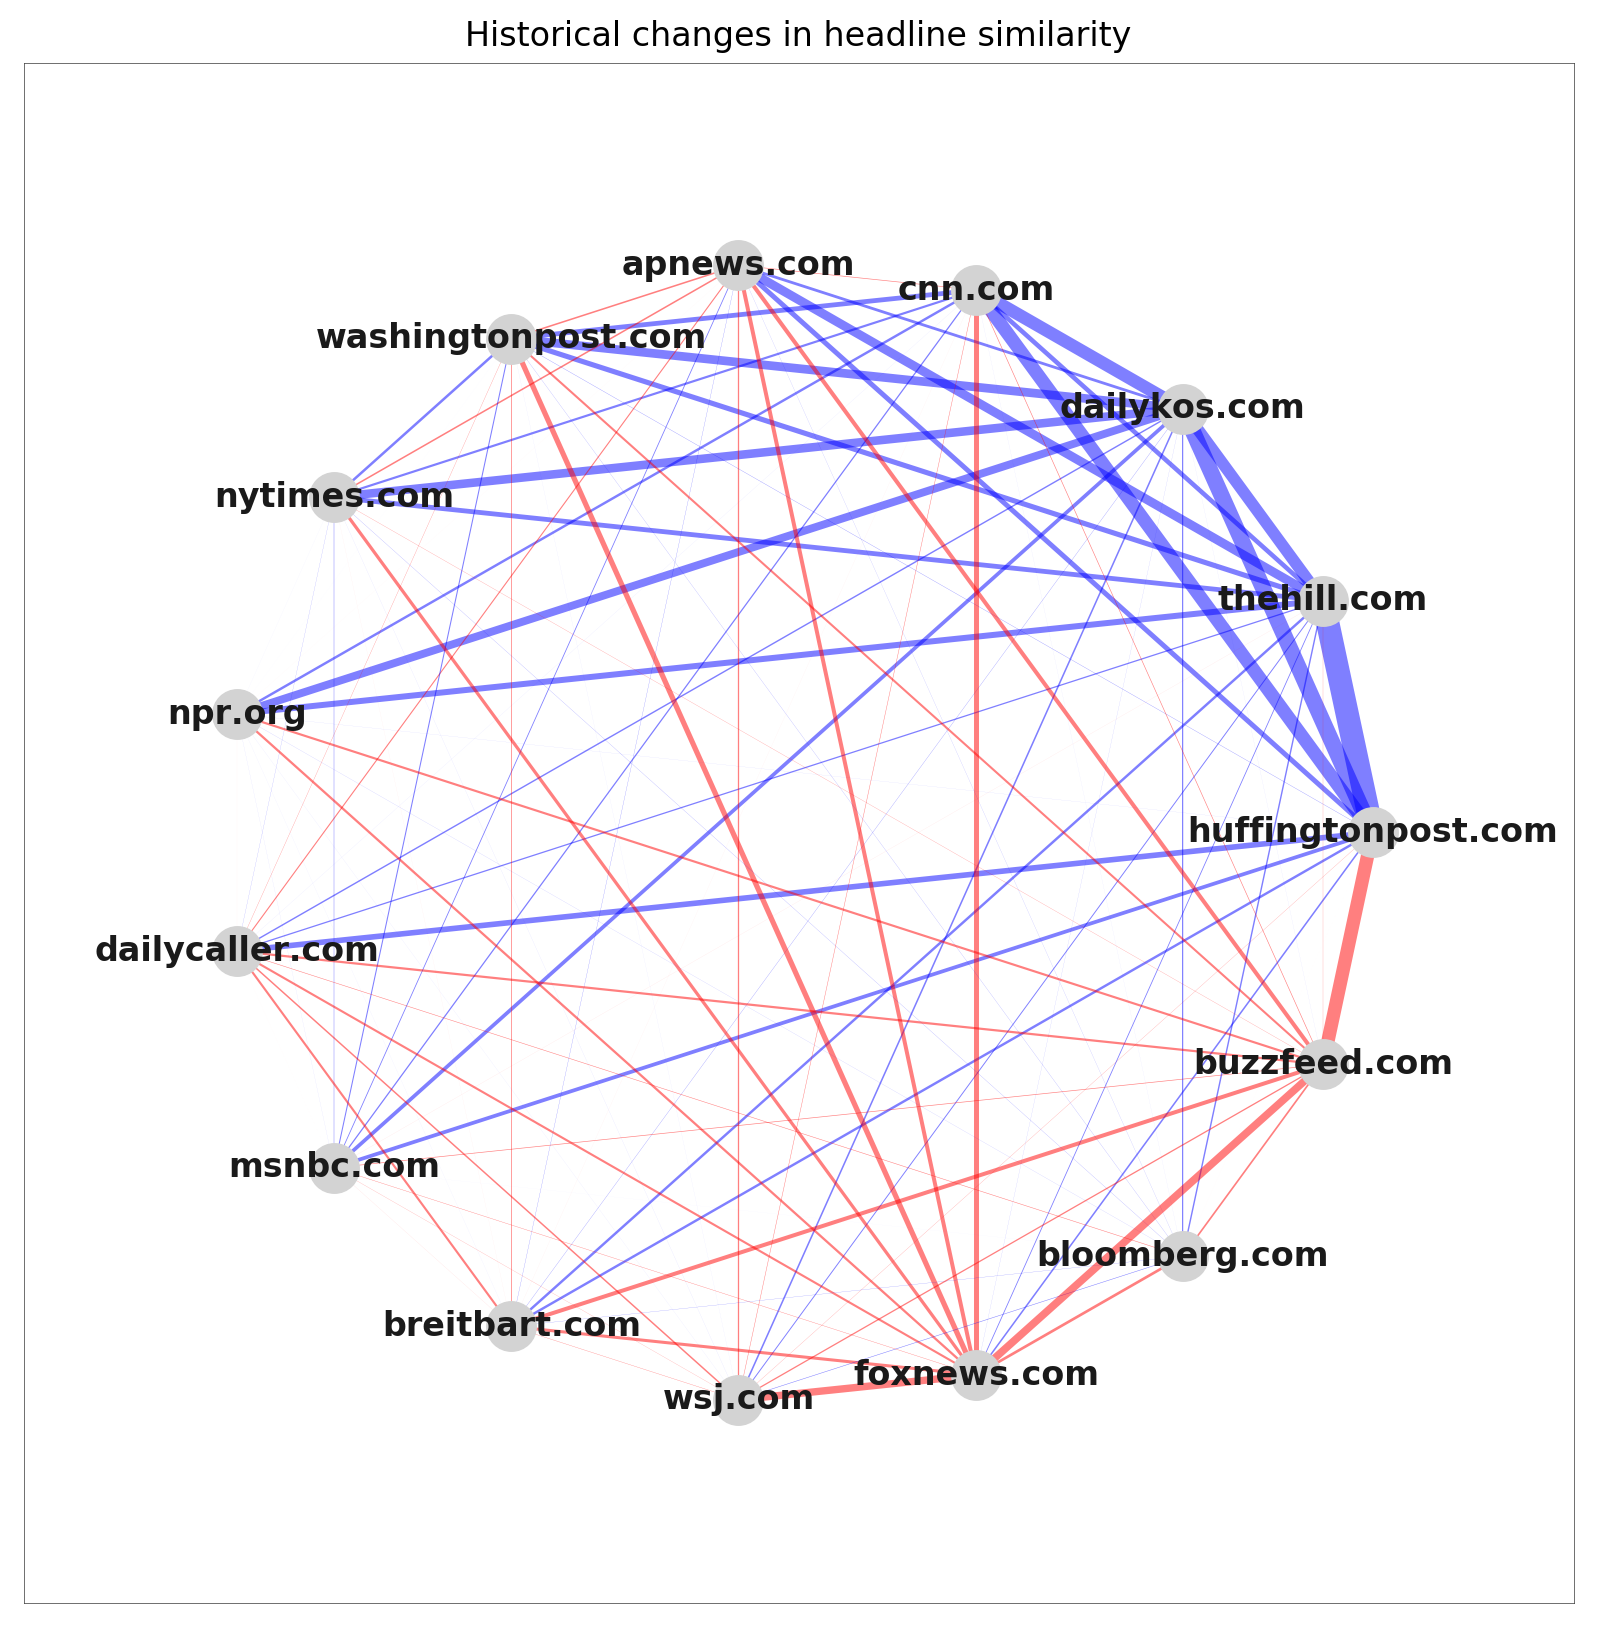 Historical changes in headline similarity
apnews.com
cnn.com
washingtonpost.com
dailykos.com
nytimes.com
thehill.com
npr.org
huffingtonpost.com
dailycaller.com
buzzfeed.com
msnbc.com
bloomberg.com
breitbart.com
foxnews.com
wsj.com